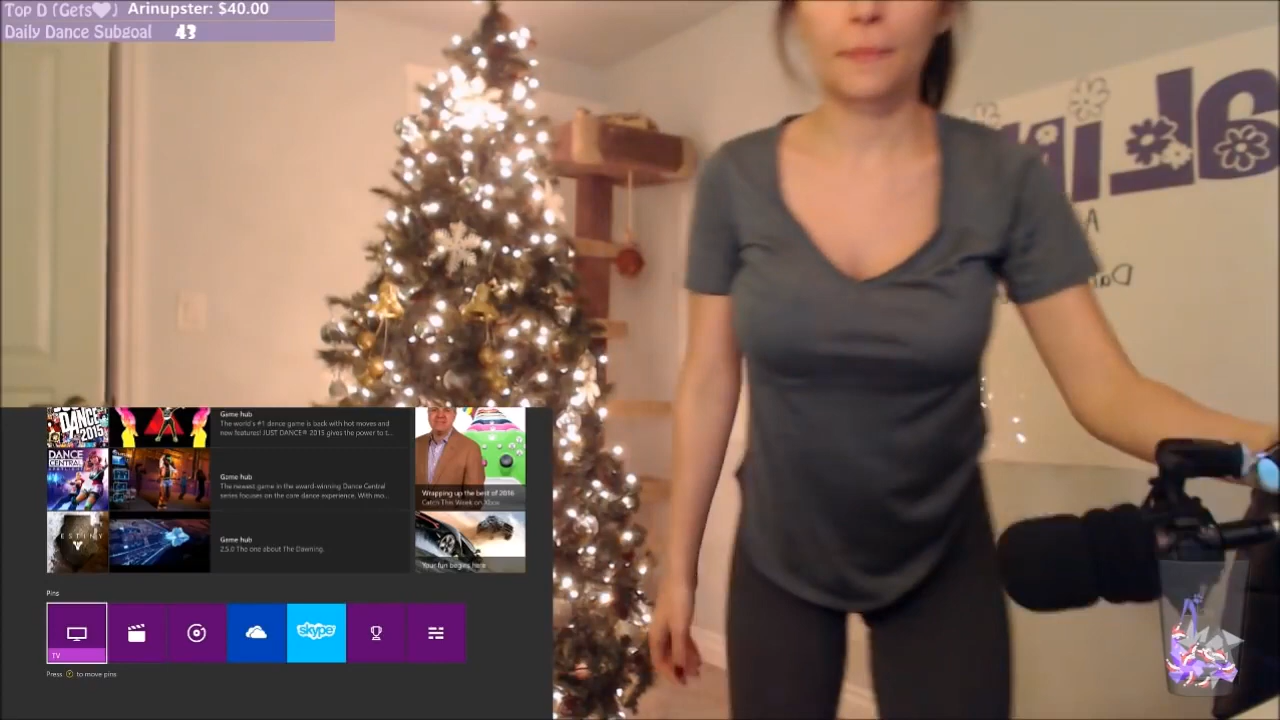 Top D (Gets♥) Arinupster: $40.00
Daily Dance Subgoal 43
DANCE
2015
Game hub
The world's #1 dance game is back with hot moves and
new features! JUST DANCE® 2015 gives the power to t...
DANCE
CENTRAL
Game hub
The newest game in the award-winning Dance Central
series focuses on the core dance experience. With mo...
DESTINY
Game hub
2.5.0 The one about The Dawning.
Wrapping up the best of 2016
Catch This Week on Xbox
Your fun begins here
Pins
TV
skype
Press Y to move pins